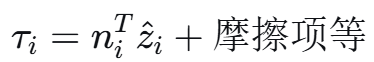 τ_i = n_i^T ẑ_i + 摩擦项等